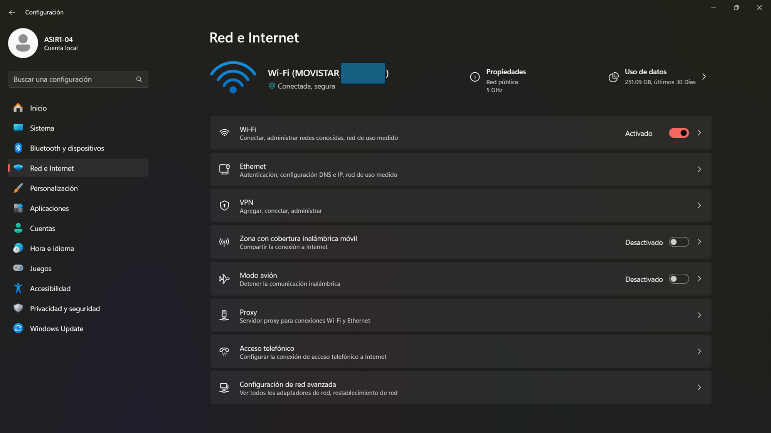 Configuración
ASIR1-04
Cuenta local
Buscar una configuración
Inicio
Sistema
Bluetooth y dispositivos
Red e Internet
Personalización
Aplicaciones
Cuentas
Hora e idioma
Juegos
Accesibilidad
Privacidad y seguridad
Windows Update
Red e Internet
Wi-Fi (MOVISTAR )
Conectada, segura
Propiedades
Red pública
5 GHz
Uso de datos
251.09 GB, últimos 30 Días
Wi-Fi
Conectar, administrar redes conocidas, red de uso medido
Activado
Ethernet
Autenticación, configuración DNS e IP, red de uso medido
VPN
Agregar, conectar, administrar
Zona con cobertura inalámbrica móvil
Compartir la conexión a Internet
Desactivado
Modo avión
Detener la comunicación inalámbrica
Desactivado
Proxy
Servidor proxy para conexiones Wi-Fi y Ethernet
Acceso telefónico
Configurar la conexión de acceso telefónico a Internet
Configuración de red avanzada
Ver todos los adaptadores de red, restablecimiento de red